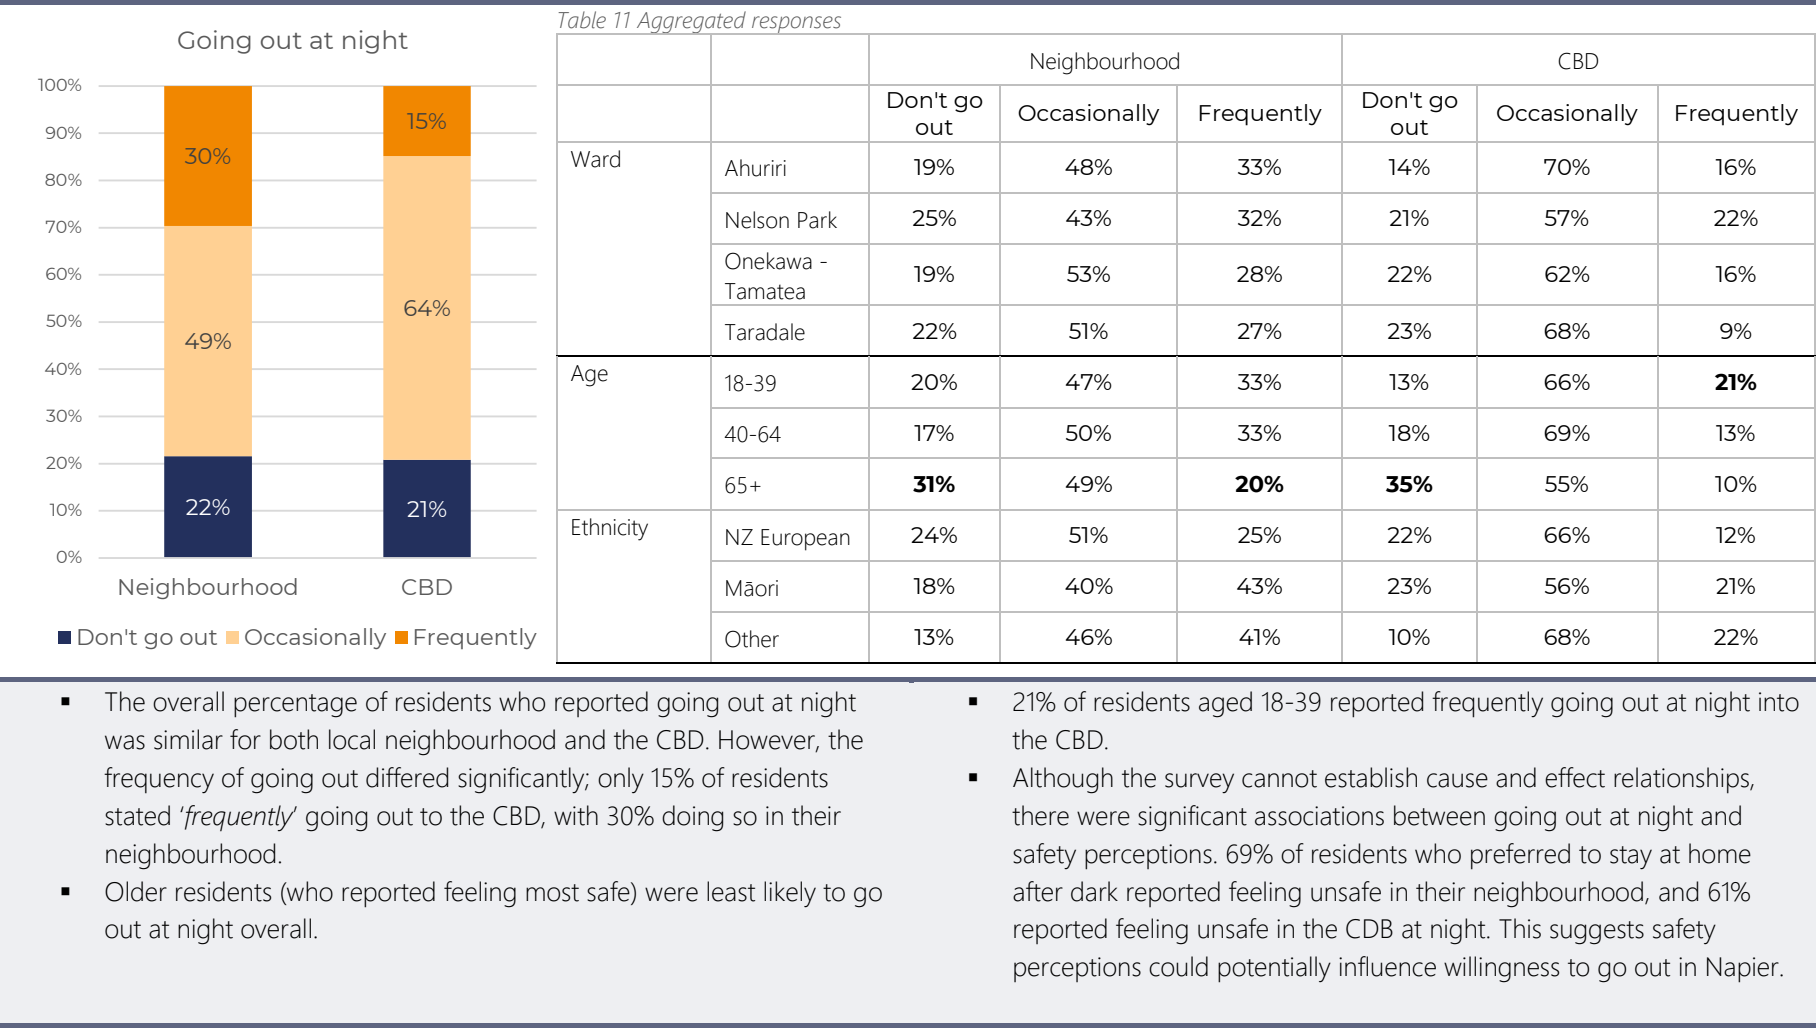 Going out at night
100%
90%
80%
70%
60%
50%
40%
30%
20%
10%
0%
30%
49%
22%
15%
64%
21%
Neighbourhood CBD
Don't go out Occasionally Frequently
Table 11 Aggregated responses
Neighbourhood CBD
Don't go out Occasionally Frequently Don't go out Occasionally Frequently
Ward Ahuriri 19% 48% 33% 14% 70% 16%
Nelson Park 25% 43% 32% 21% 57% 22%
Onekawa - Tamatea 19% 53% 28% 22% 62% 16%
Taradale 22% 51% 27% 23% 68% 9%
Age 18-39 20% 47% 33% 13% 66% 21%
40-64 17% 50% 33% 18% 69% 13%
65+ 31% 49% 20% 35% 55% 10%
Ethnicity NZ European 24% 51% 25% 22% 66% 12%
Māori 18% 40% 43% 23% 56% 21%
Other 13% 46% 41% 10% 68% 22%
▪ The overall percentage of residents who reported going out at night
was similar for both local neighbourhood and the CBD. However, the
frequency of going out differed significantly; only 15% of residents
stated ‘frequently’ going out to the CBD, with 30% doing so in their
neighbourhood.
▪ Older residents (who reported feeling most safe) were least likely to go
out at night overall.
▪ 21% of residents aged 18-39 reported frequently going out at night into
the CBD.
▪ Although the survey cannot establish cause and effect relationships,
there were significant associations between going out at night and
safety perceptions. 69% of residents who preferred to stay at home
after dark reported feeling unsafe in their neighbourhood, and 61%
reported feeling unsafe in the CDB at night. This suggests safety
perceptions could potentially influence willingness to go out in Napier.